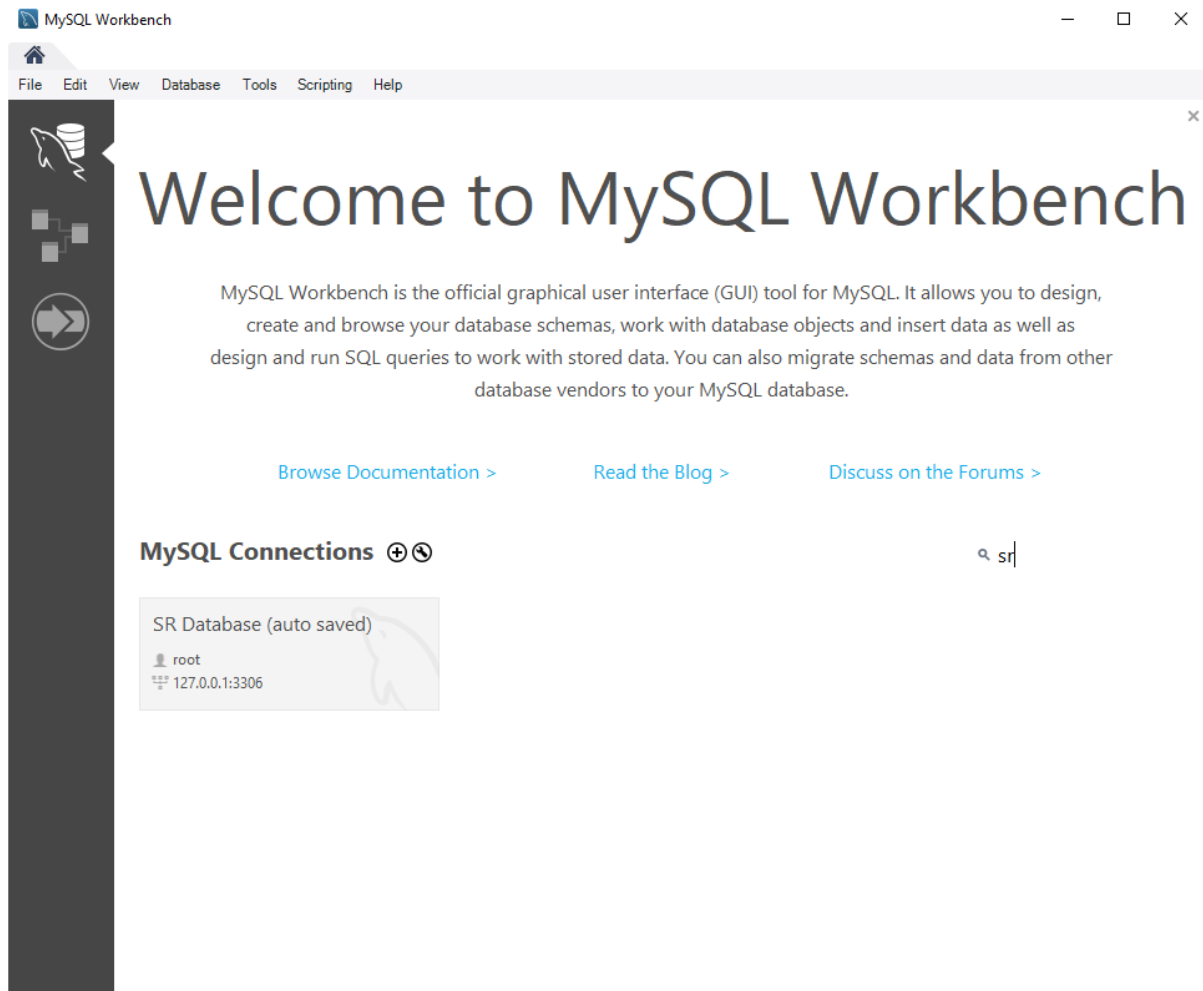 MySQL Workbench
File Edit View Database Tools Scripting Help
Welcome to MySQL Workbench
MySQL Workbench is the official graphical user interface (GUI) tool for MySQL. It allows you to design,
create and browse your database schemas, work with database objects and insert data as well as
design and run SQL queries to work with stored data. You can also migrate schemas and data from other
database vendors to your MySQL database.
Browse Documentation > Read the Blog > Discuss on the Forums >
MySQL Connections sr
SR Database (auto saved)
root
127.0.0.1:3306